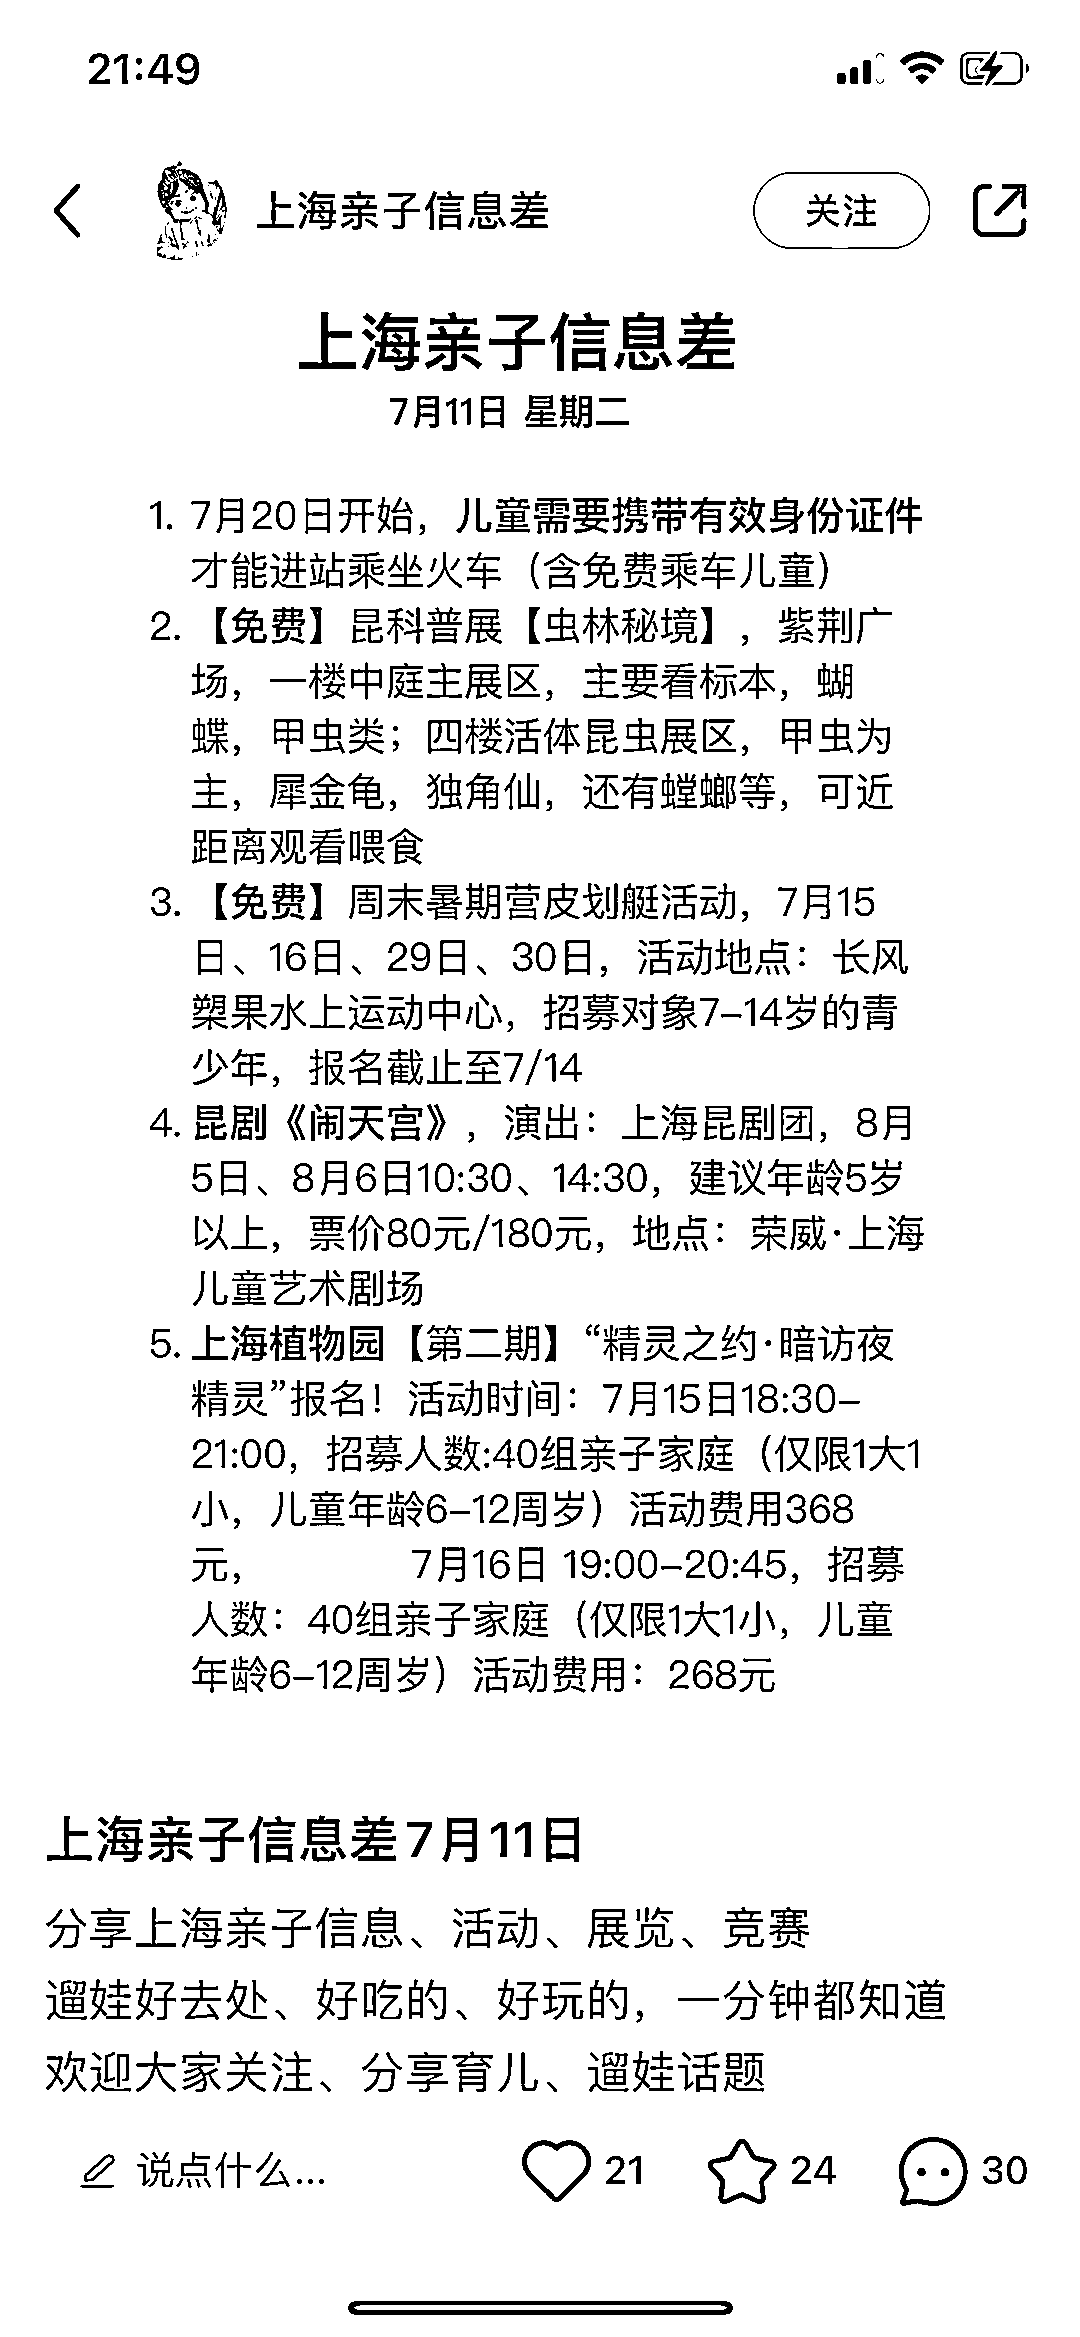 21:49
上海亲子信息差
关注
上海亲子信息差
7月11日 星期二
1. 7月20日开始，儿童需要携带有效身份证件
才能进站乘坐火车（含免费乘车儿童）
2. 【免费】昆科普展【虫林秘境】，紫荆广
场，一楼中庭主展区，主要看标本，蝴
蝶，甲虫类；四楼活体昆虫展区，甲虫为
主，犀金龟，独角仙，还有螳螂等，可近
距离观看喂食
3. 【免费】周末暑期营皮划艇活动，7月15
日、16日、29日、30日，活动地点：长风
槊果水上运动中心，招募对象7-14岁的青
少年，报名截止至7/14
4. 昆剧《闹天宫》，演出：上海昆剧团，8月
5日、8月6日10:30、14:30，建议年龄5岁
以上，票价80元/180元，地点：荣威·上海
儿童艺术剧场
5. 上海植物园【第二期】“精灵之约·暗访夜
精灵”报名！活动时间：7月15日18:30-
21:00，招募人数:40组亲子家庭（仅限1大1
小，儿童年龄6-12周岁）活动费用368
元， 7月16日 19:00-20:45，招募
人数：40组亲子家庭（仅限1大1小，儿童
年龄6-12周岁）活动费用：268元
上海亲子信息差7月11日
分享上海亲子信息、活动、展览、竞赛
遛娃好去处、好吃的、好玩的，一分钟都知道
欢迎大家关注、分享育儿、遛娃话题
说点什么... 21 24 30